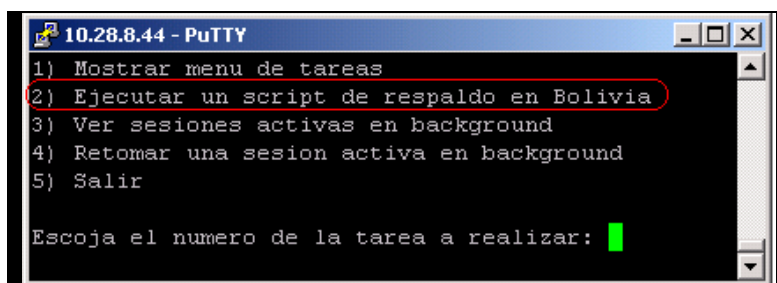 10.28.8.44 - PuTTY
1) Mostrar menu de tareas
2) Ejecutar un script de respaldo en Bolivia
3) Ver sesiones activas en background
4) Retomar una sesion activa en background
5) Salir
Escoja el numero de la tarea a realizar: